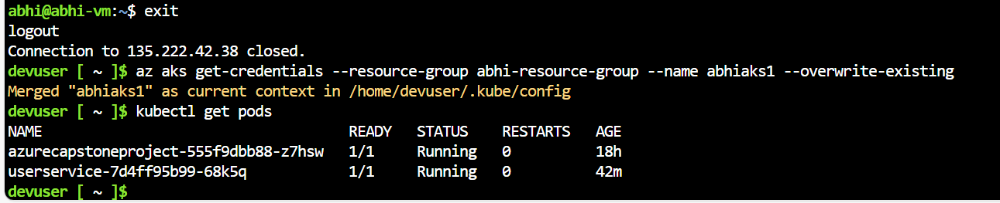 abhi@abhi-vm:~$ exit
logout
Connection to 135.222.42.38 closed.
devuser [ ~ ]$ az aks get-credentials --resource-group abhi-resource-group --name abhiaks1 --overwrite-existing
Merged "abhiaks1" as current context in /home/devuser/.kube/config
devuser [ ~ ]$ kubectl get pods
NAME READY STATUS RESTARTS AGE
azurecapstoneproject-555f9dbb88-z7hsw 1/1 Running 0 18h
userservice-7d4ff95b99-68k5q 1/1 Running 0 42m
devuser [ ~ ]$